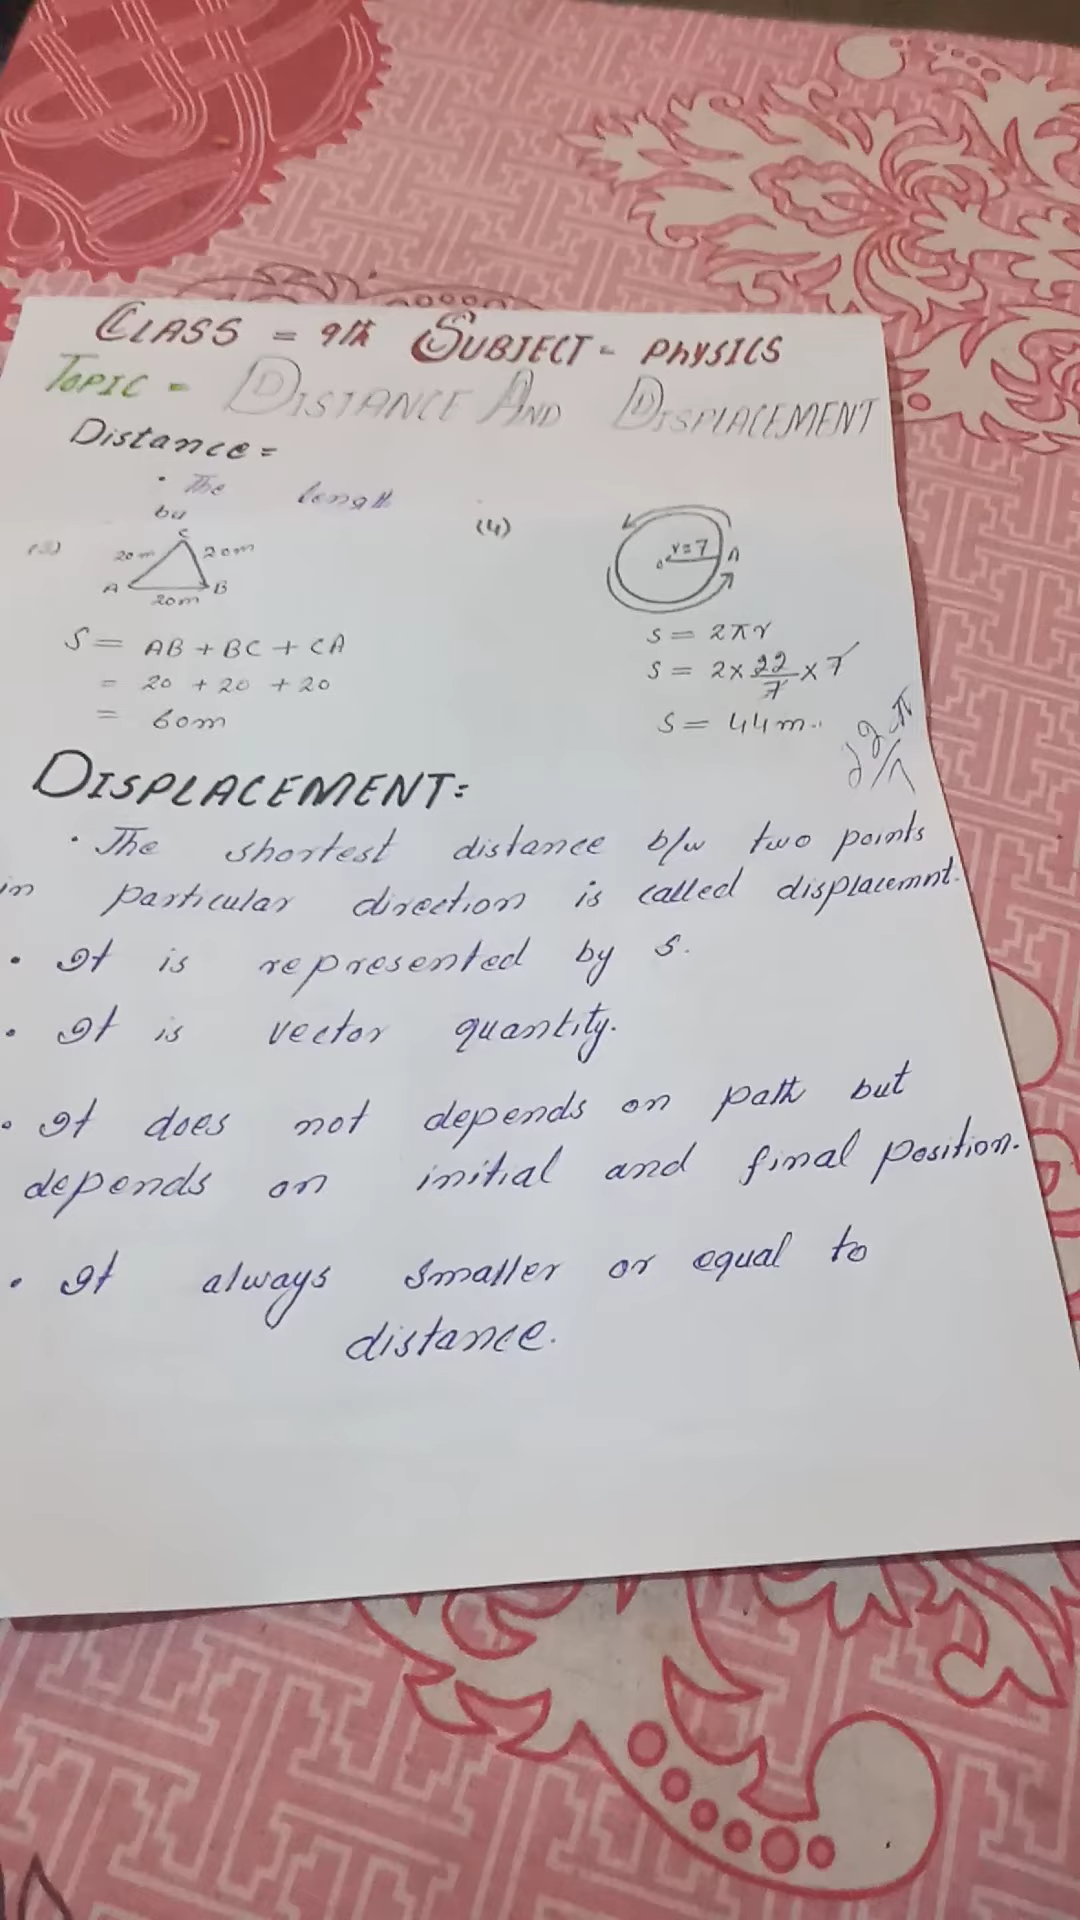 CLASS = 9th SUBJECT - PHYSICS
TOPIC = DISTANCE AND DISPLACEMENT
Distance =
• The length
(3)
C
20m 20m
A B
20m
S = AB + BC + CA
= 20 + 20 + 20
= 60m
(4)
o r=7 A
S = 2πr
S = 2 × 22/7 × 7
S = 44m.
DISPLACEMENT:
• The shortest distance b/w two points
in particular direction is called displacemnt.
• It is represented by s.
• It is vector quantity.
• It does not depends on path but
depends on initial and final position.
• It always smaller or equal to
distance.